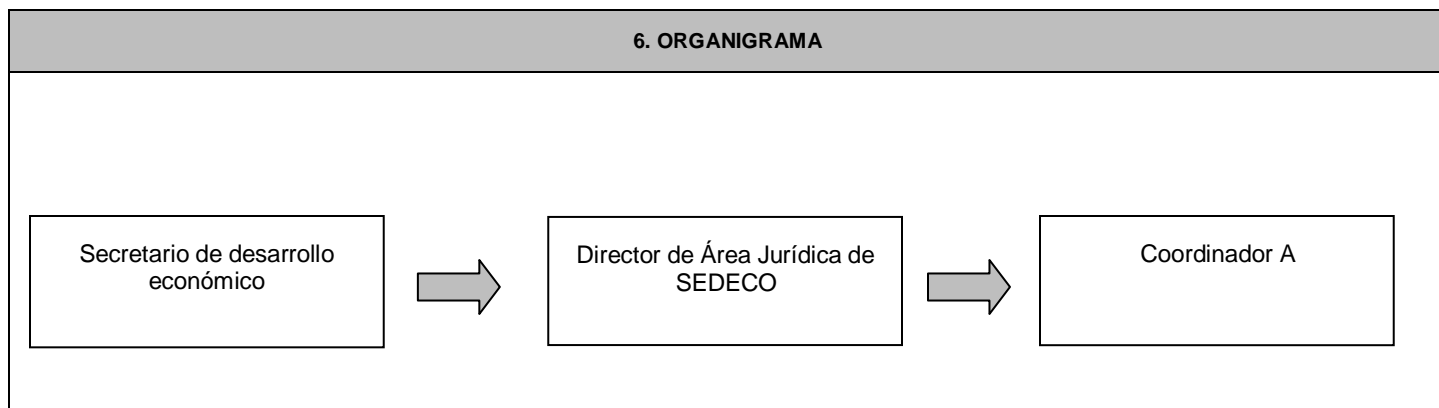 6. ORGANIGRAMA
Secretario de desarrollo
económico
Director de Área Jurídica de
SEDECO
Coordinador A